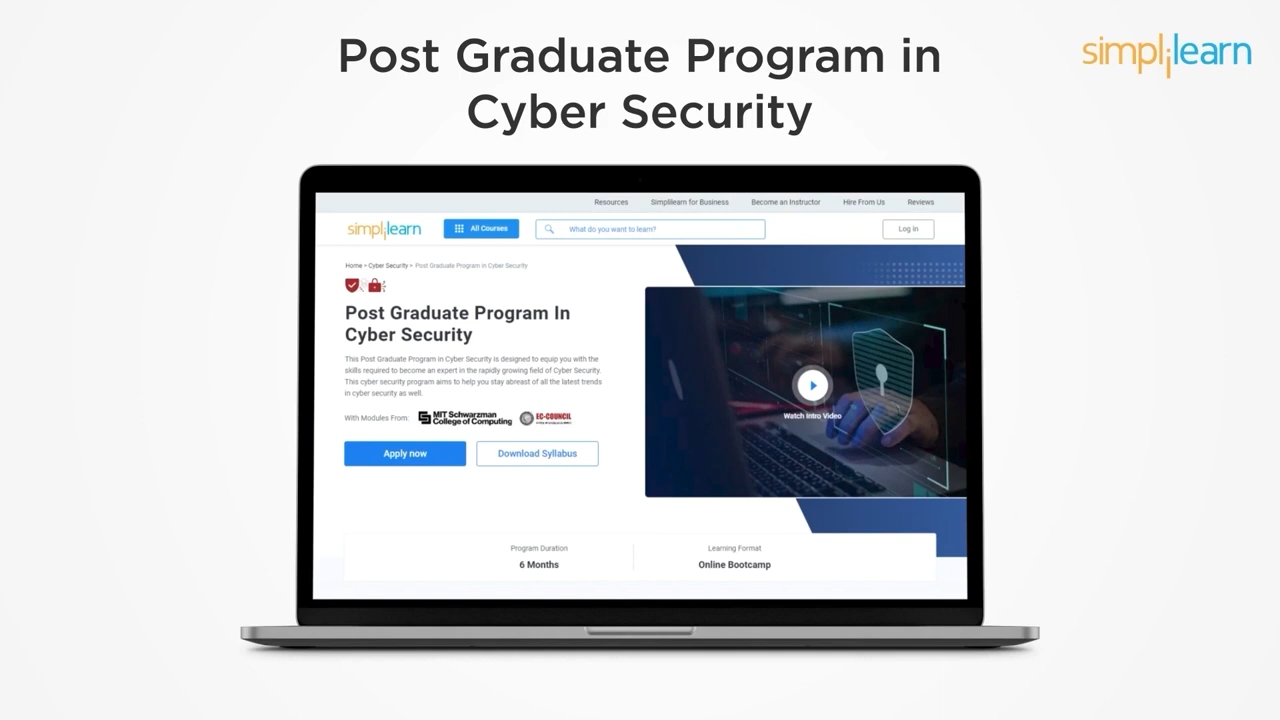 Post Graduate Program in
Cyber Security
simplilearn
Resources Simplilearn for Business Become an Instructor Hire From Us Reviews
simplilearn All Courses What do you want to learn? Log in
Home > Cyber Security > Post Graduate Program in Cyber Security
Post Graduate Program In
Cyber Security
This Post Graduate Program in Cyber Security is designed to equip you with the
skills required to become an expert in the rapidly growing field of Cyber Security.
This cyber security program aims to help you stay abreast of all the latest trends
in cyber security as well.
With Modules From: MIT Schwarzman
College of Computing
EC-COUNCIL
Apply now Download Syllabus
Watch Intro Video
Program Duration Learning Format
6 Months Online Bootcamp